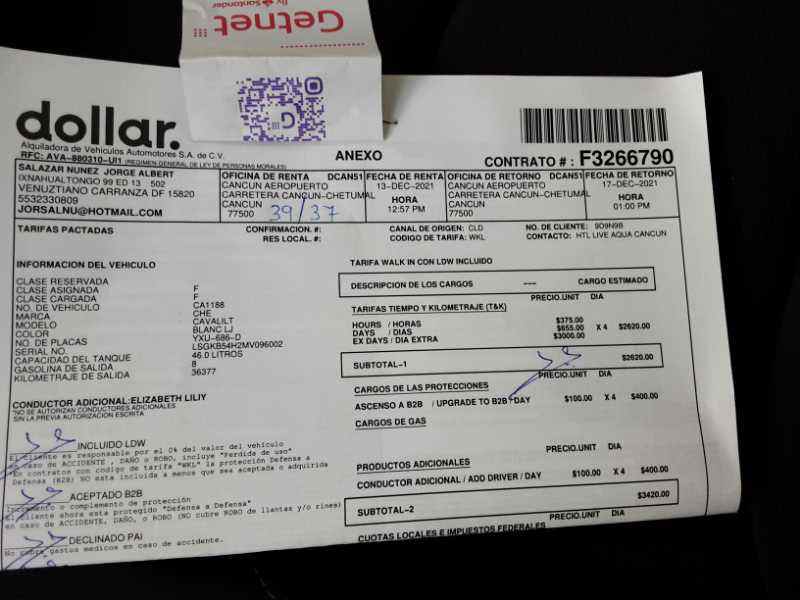 Getnet
By Santander
dollar.
Alquiladora de Vehículos Automotores S.A. de C.V.
RFC: AVA-880310-U11 (REGIMEN GENERAL DE LEY DE PERSONAS MORALES)
ANEXO
CONTRATO # : F3266790
SALAZAR NUNEZ JORGE ALBERT
IXNAHUALTONGO 99 ED 13 502
VENUZTIANO CARRANZA DF 15820
5532330809
JORSALNU@HOTMAIL.COM
OFICINA DE RENTA DCAN51
CANCUN AEROPUERTO
CARRETERA CANCUN-CHETUMAL
CANCUN
77500 39/37
FECHA DE RENTA
13-DEC-2021
HORA
12:57 PM
OFICINA DE RETORNO DCAN51
CANCUN AEROPUERTO
CARRETERA CANCUN-CHETUMAL
CANCUN
77500
FECHA DE RETORNO
17-DEC-2021
HORA
01:00 PM
TARIFAS PACTADAS
CONFIRMACION. #:
RES LOCAL. #:
CANAL DE ORIGEN: CLD
CODIGO DE TARIFA: WKL
NO. DE CLIENTE: 9D9N9B
CONTACTO: HTL LIVE AQUA CANCUN
INFORMACION DEL VEHICULO
CLASE RESERVADA
CLASE ASIGNADA F
CLASE CARGADA F
NO. DE VEHICULO CA1188
MARCA CHE
MODELO CAVALILT
COLOR BLANC LJ
NO. DE PLACAS YXU-686-D
SERIAL NO. LSGKB54H2MV096002
CAPACIDAD DEL TANQUE 46.0 LITROS
GASOLINA DE SALIDA 8
KILOMETRAJE DE SALIDA 36377
CONDUCTOR ADICIONAL:ELIZABETH LILIY
*NO SE AUTORIZAN CONDUCTORES ADICIONALES
SIN LA PREVIA AUTORIZACION ESCRITA
INCLUIDO LDW
El cliente es responsable por el 0% del valor del vehículo
en caso de ACCIDENTE , DAÑO o ROBO, incluye "Perdida de uso"
En contratos con codigo de tarifa "WKL" la protección Defensa a
Defensa (B2B) NO esta incluida a menos que sea aceptada o adquirida
ACEPTADO B2B
Incremento o complemento de protección
El cliente ahora esta protegido "Defensa a Defensa"
en caso de ACCIDENTE, DAÑO, o ROBO (NO cubre ROBO de llantas y/o rines)
DECLINADO PAI
No cubre gastos medicos en caso de accidente.
TARIFA WALK IN CON LDW INCLUIDO
DESCRIPCION DE LOS CARGOS --- CARGO ESTIMADO
PRECIO.UNIT DIA
TARIFAS TIEMPO Y KILOMETRAJE (T&K)
HOURS / HORAS $375.00
DAYS / DIAS $655.00 X 4 $2620.00
EX DAYS / DIA EXTRA $3000.00
SUBTOTAL-1 $2620.00
PRECIO.UNIT DIA
CARGOS DE LAS PROTECCIONES
ASCENSO A B2B / UPGRADE TO B2B DAY $100.00 X 4 $400.00
CARGOS DE GAS
PRECIO.UNIT DIA
PRODUCTOS ADICIONALES
CONDUCTOR ADICIONAL / ADD DRIVER / DAY $100.00 X 4 $400.00
SUBTOTAL-2 $3420.00
PRECIO.UNIT DIA
CUOTAS LOCALES E IMPUESTOS FEDERALES